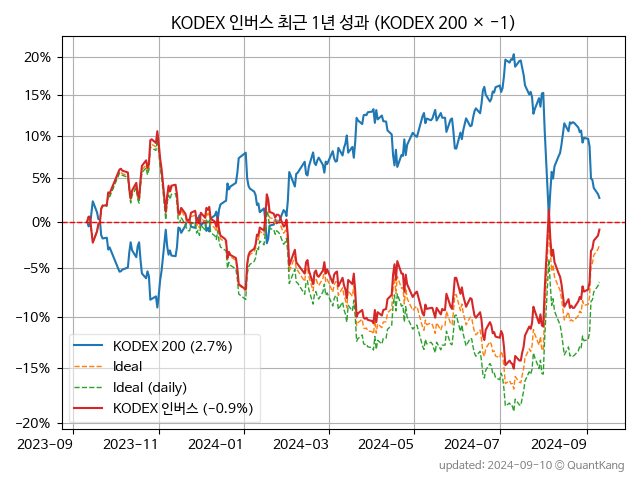 KODEX 인버스 최근 1년 성과 (KODEX 200 × −1)
20%
15%
10%
5%
0%
−5%
−10%
−15%
−20%
KODEX 200 (2.7%)
Ideal
Ideal (daily)
KODEX 인버스 (−0.9%)
2023-09
2023-11
2024-01
2024-03
2024-05
2024-07
2024-09
updated: 2024-09-10 © QuantKang